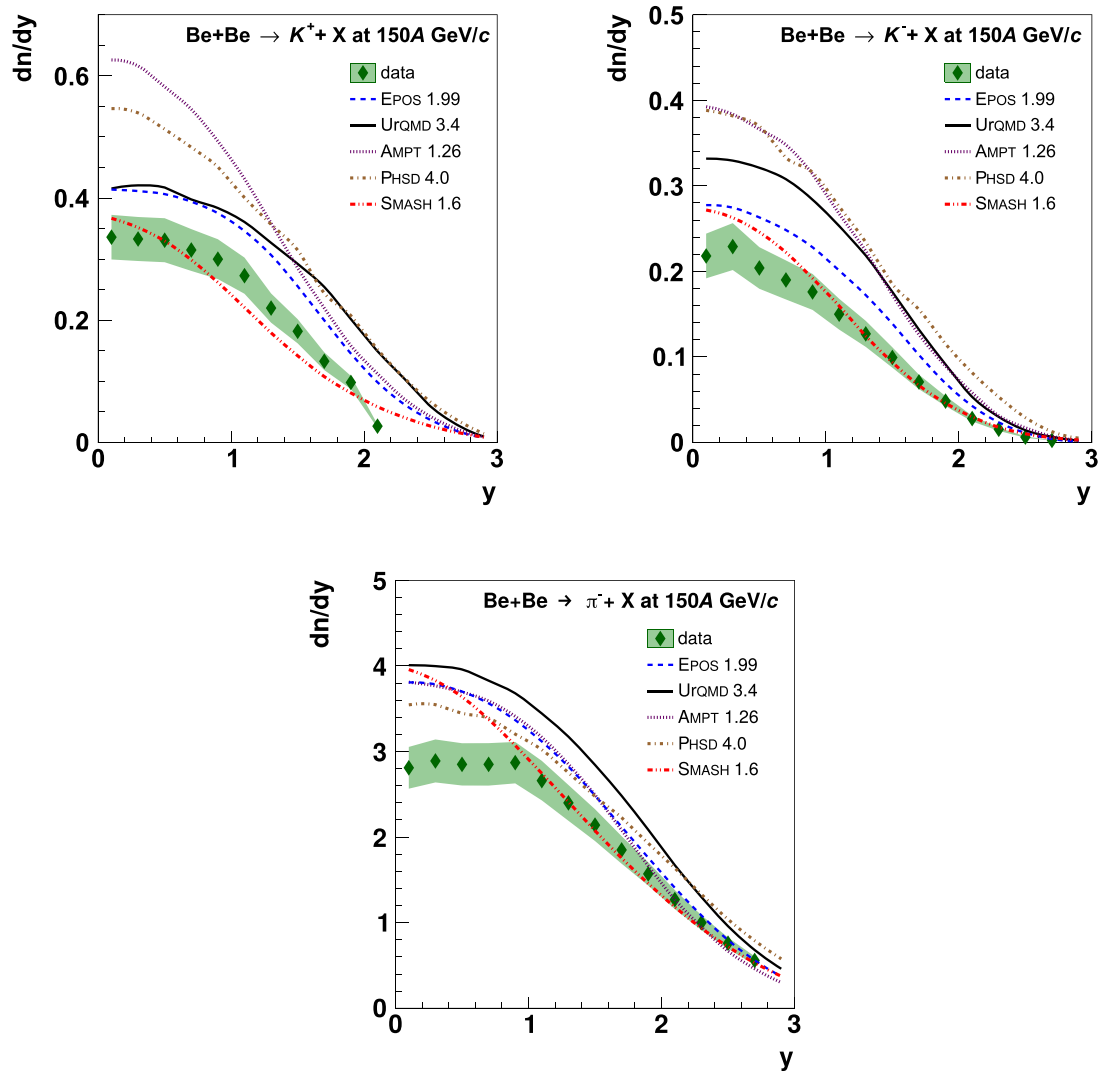 dn/dy
Be+Be → K⁺+ X at 150A GeV/c
data
EPOS 1.99
URQMD 3.4
AMPT 1.26
PHSD 4.0
SMASH 1.6
0.6
0.4
0.2
0
0 1 2 3
y
dn/dy
Be+Be → K⁻+ X at 150A GeV/c
data
EPOS 1.99
URQMD 3.4
AMPT 1.26
PHSD 4.0
SMASH 1.6
0.5
0.4
0.3
0.2
0.1
0
0 1 2 3
y
dn/dy
Be+Be → π⁻+ X at 150A GeV/c
data
EPOS 1.99
URQMD 3.4
AMPT 1.26
PHSD 4.0
SMASH 1.6
5
4
3
2
1
0
0 1 2 3
y